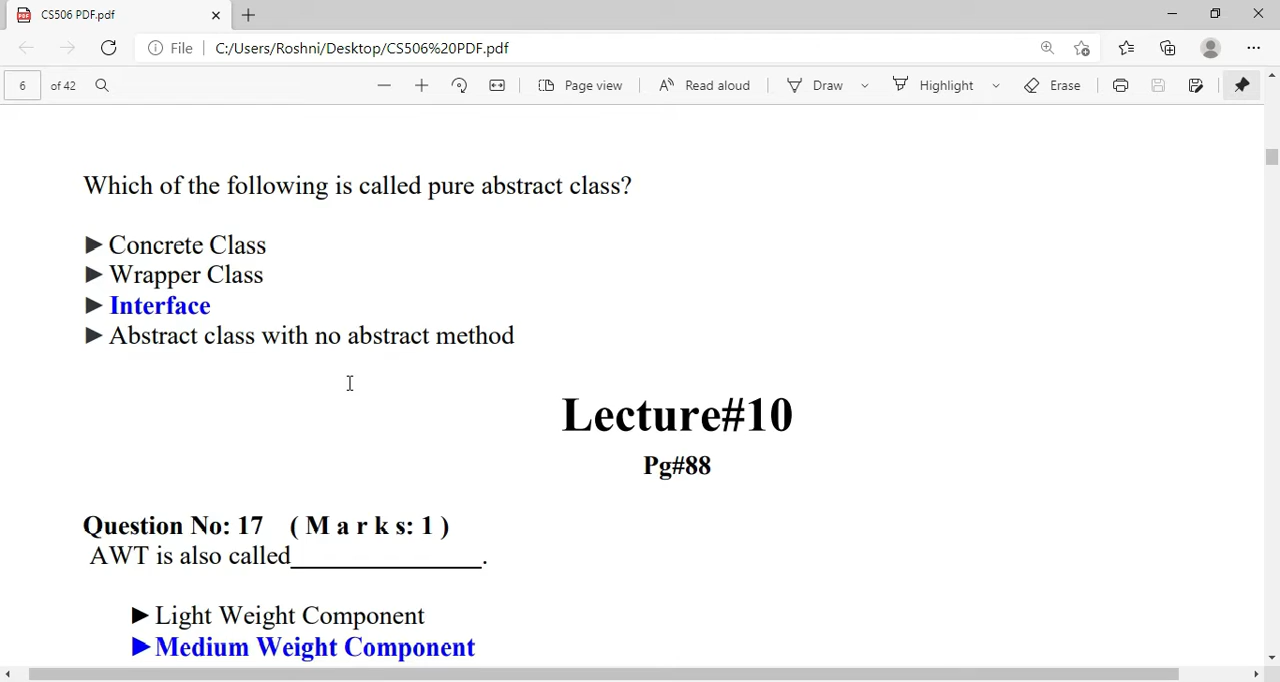 CS506 PDF.pdf
File C:/Users/Roshni/Desktop/CS506%20PDF.pdf
6 of 42 Page view Read aloud Draw Highlight Erase
Which of the following is called pure abstract class?
► Concrete Class
► Wrapper Class
► Interface
► Abstract class with no abstract method
Lecture#10
Pg#88
Question No: 17 ( M a r k s: 1 )
AWT is also called_______________.
► Light Weight Component
► Medium Weight Component